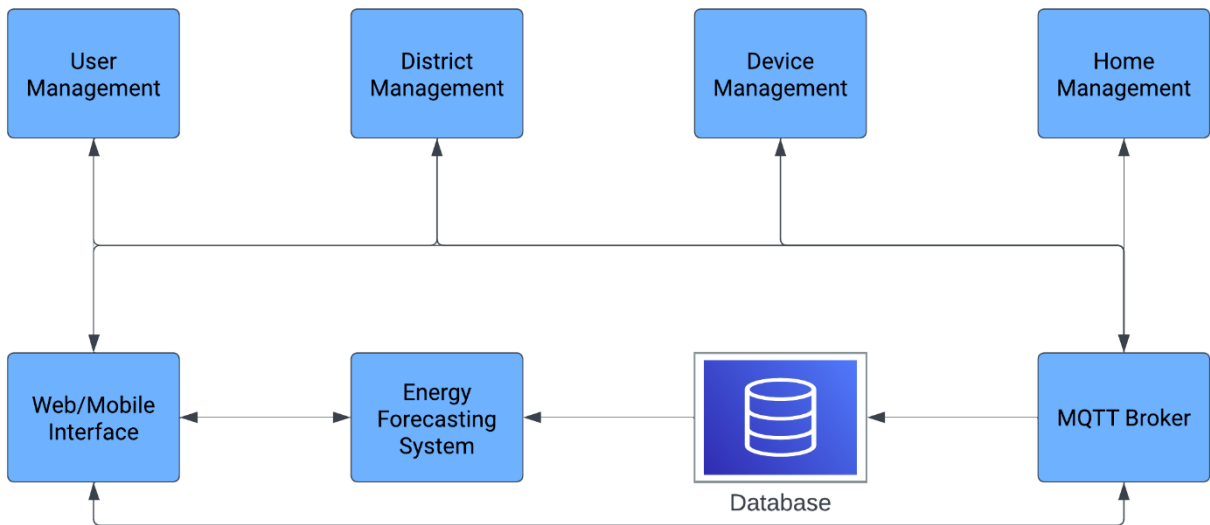 User
Management
District
Management
Device
Management
Home
Management
Web/Mobile
Interface
Energy
Forecasting
System
Database
MQTT Broker